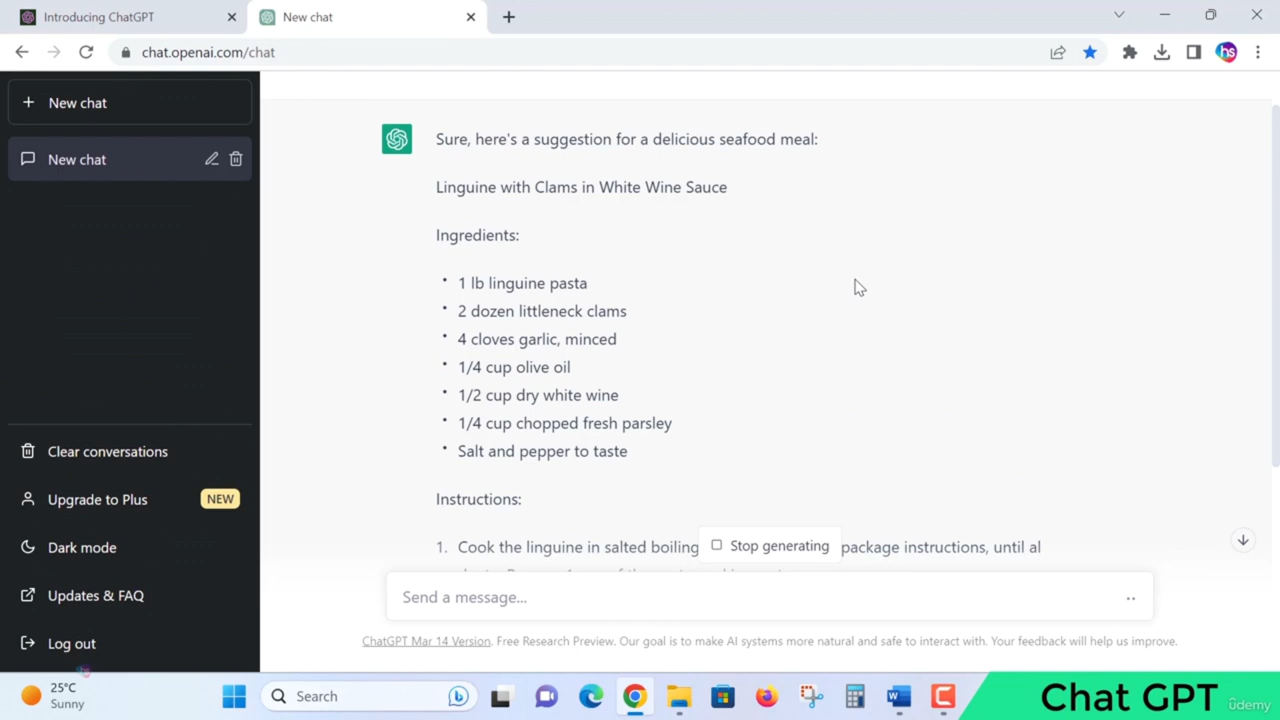 Introducing ChatGPT
New chat
chat.openai.com/chat
hs
New chat
New chat
Sure, here's a suggestion for a delicious seafood meal:
Linguine with Clams in White Wine Sauce
Ingredients:
• 1 lb linguine pasta
• 2 dozen littleneck clams
• 4 cloves garlic, minced
• 1/4 cup olive oil
• 1/2 cup dry white wine
• 1/4 cup chopped fresh parsley
• Salt and pepper to taste
Instructions:
1. Cook the linguine in salted boiling
package instructions, until al
Stop generating
Clear conversations
Upgrade to Plus NEW
Dark mode
Updates & FAQ
Log out
Send a message...
ChatGPT Mar 14 Version. Free Research Preview. Our goal is to make AI systems more natural and safe to interact with. Your feedback will help us improve.
25°C
Sunny
Search
Chat GPT
ûdemy